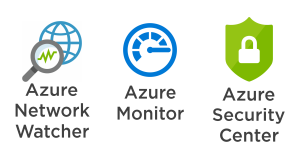 Azure
Network
Watcher
Azure
Monitor
Azure
Security
Center